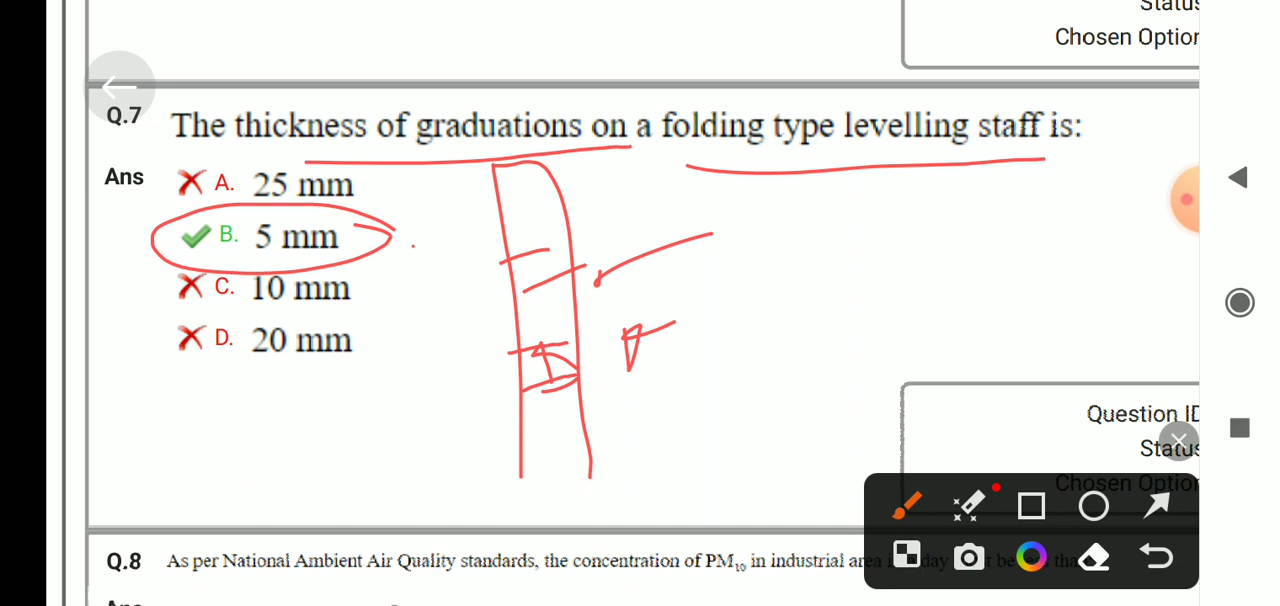 Status
Chosen Option
Q.7 The thickness of graduations on a folding type levelling staff is:
Ans A. 25 mm
B. 5 mm
C. 10 mm
D. 20 mm
Question ID
Status
Chosen Option
Q.8 As per National Ambient Air Quality standards, the concentration of PM₁₀ in industrial area